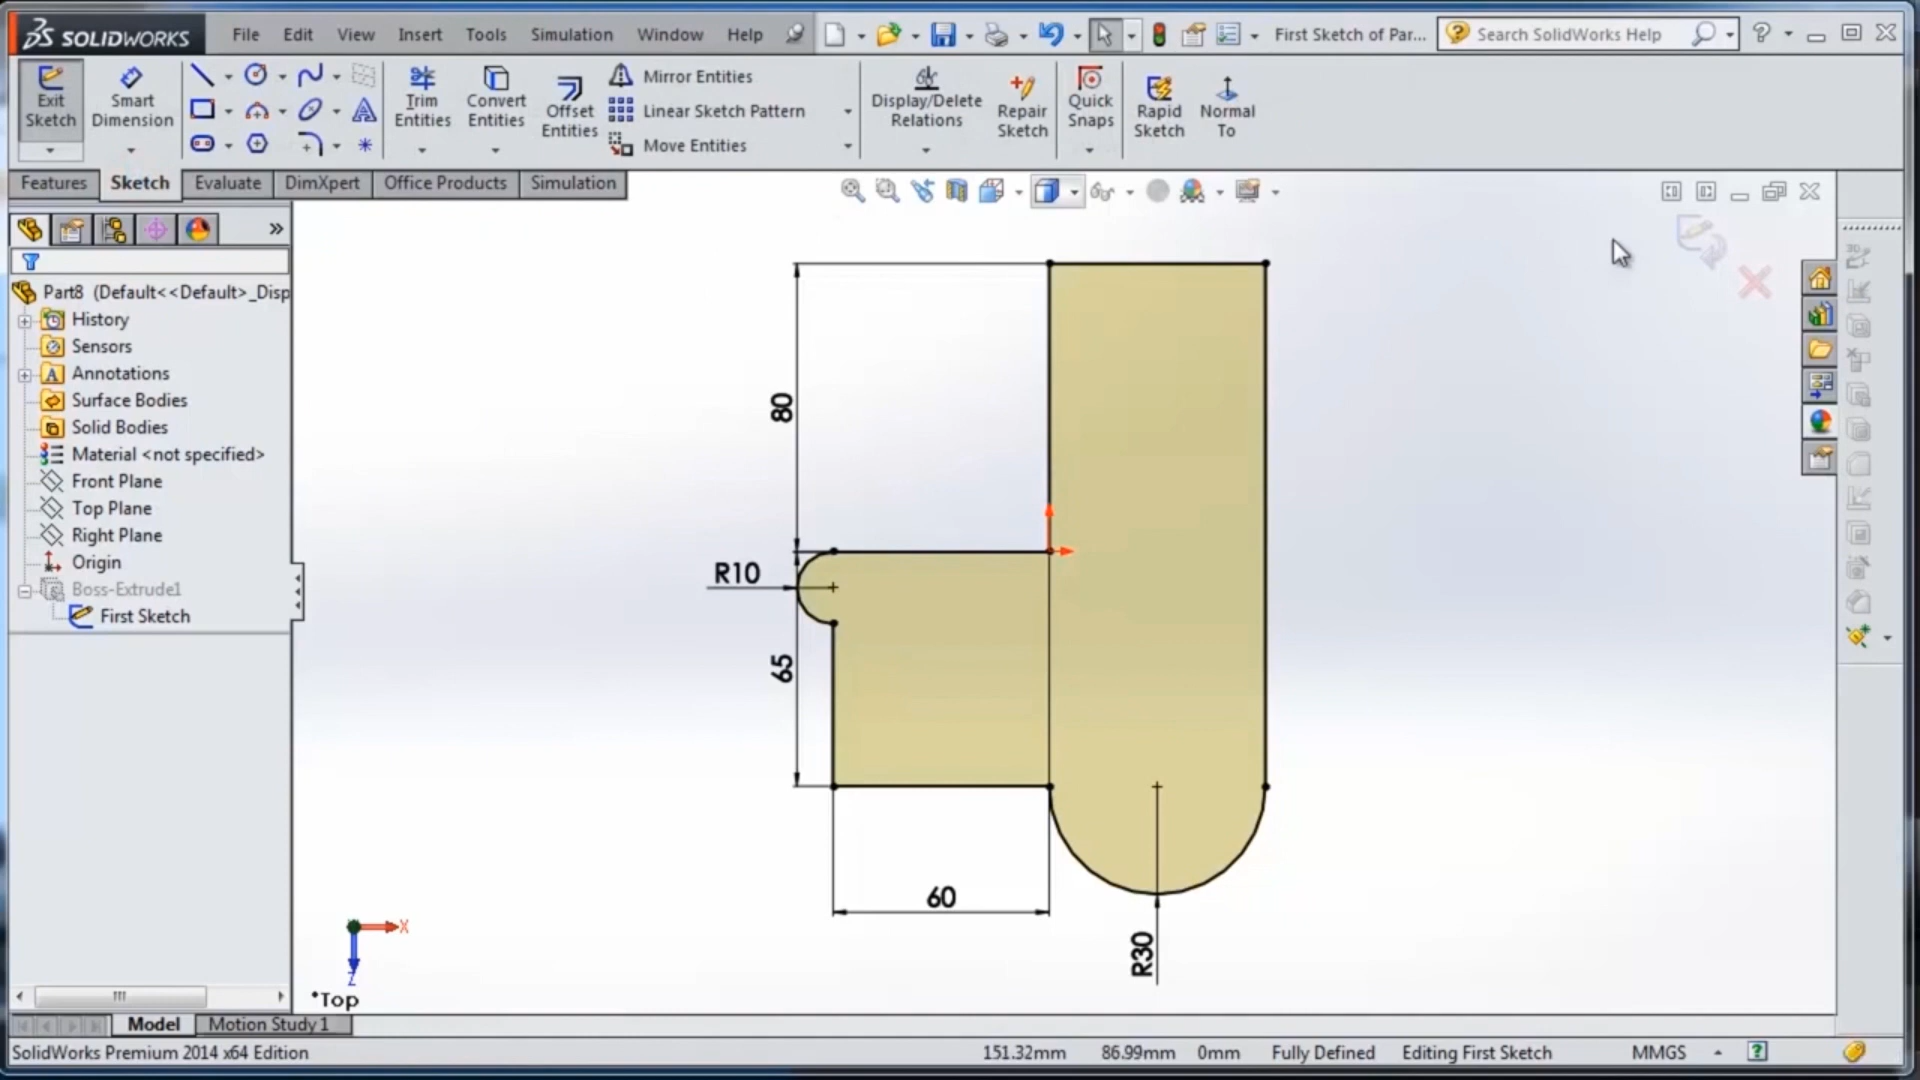 SOLIDWORKS File Edit View Insert Tools Simulation Window Help First Sketch of Par... Search SolidWorks Help
Exit Sketch
Smart Dimension
Trim Entities
Convert Entities
Offset Entities
Mirror Entities
Linear Sketch Pattern
Move Entities
Display/Delete Relations
Repair Sketch
Quick Snaps
Rapid Sketch
Normal To
Features Sketch Evaluate DimXpert Office Products Simulation
Part8 (Default<<Default>_Disp
History
Sensors
Annotations
Surface Bodies
Solid Bodies
Material <not specified>
Front Plane
Top Plane
Right Plane
Origin
Boss-Extrude1
First Sketch
80
R10
65
60
R30
X
Z
*Top
Model Motion Study 1
SolidWorks Premium 2014 x64 Edition 151.32mm 86.99mm 0mm Fully Defined Editing First Sketch MMGS